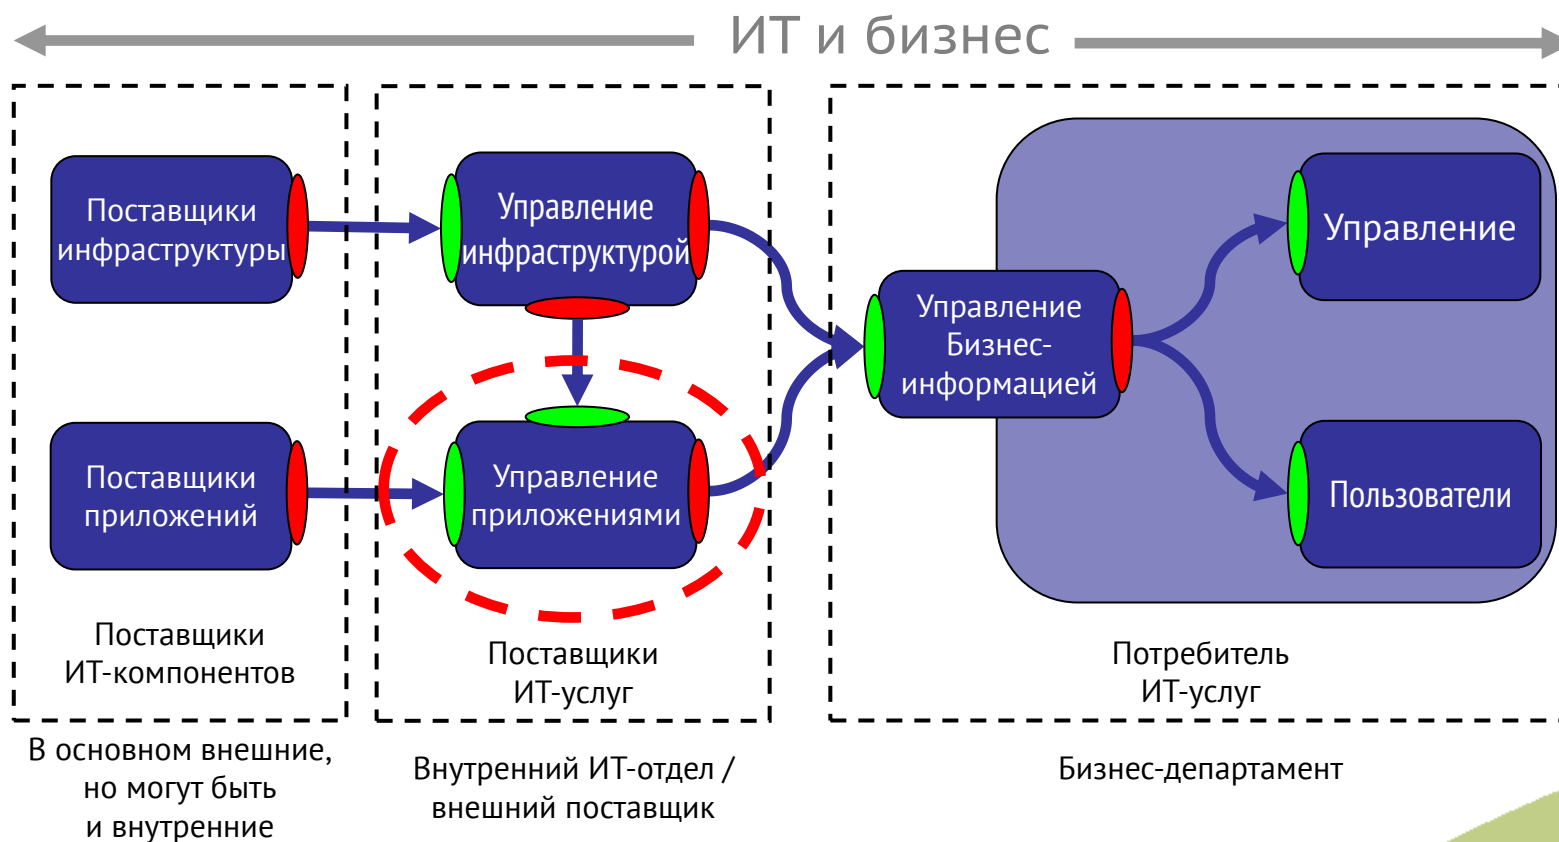 ИТ и бизнес
Поставщики
инфраструктуры
Управление
инфраструктурой
Управление
Управление
Бизнес-
информацией
Поставщики
приложений
Управление
приложениями
Пользователи
Поставщики
ИТ-компонентов
Поставщики
ИТ-услуг
Потребитель
ИТ-услуг
В основном внешние,
но могут быть
и внутренние
Внутренний ИТ-отдел /
внешний поставщик
Бизнес-департамент